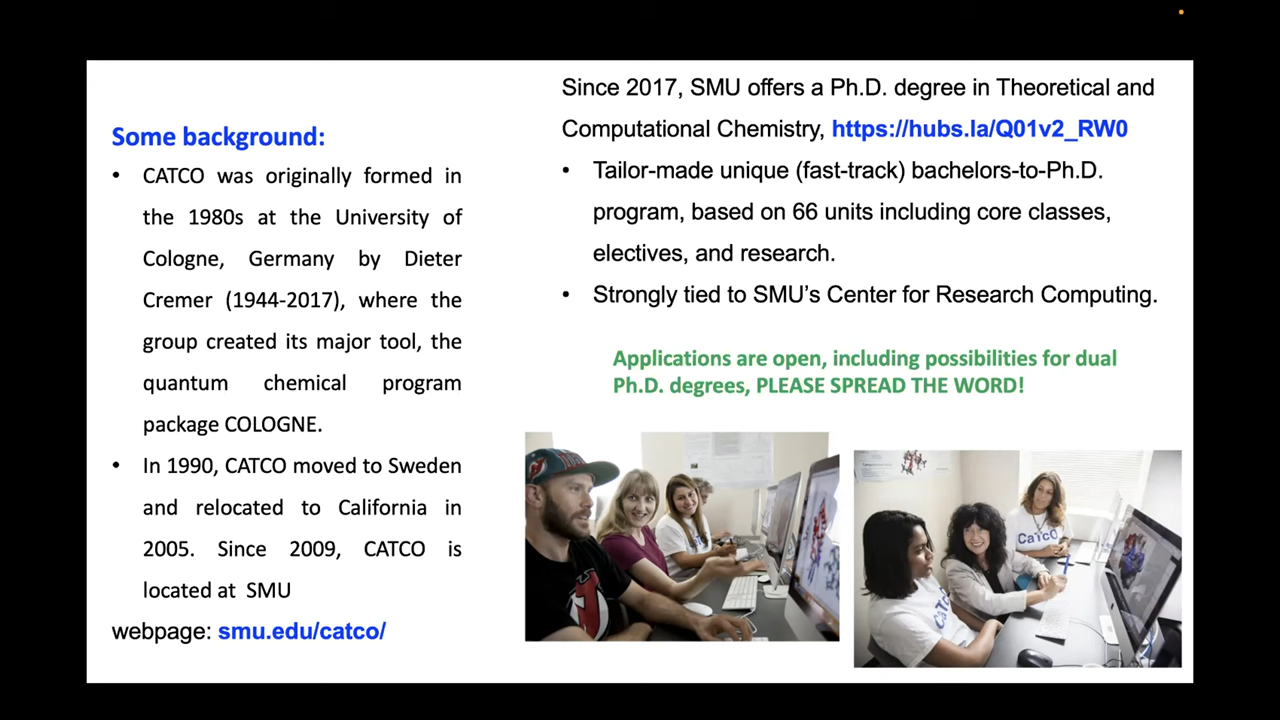 Some background:
• CATCO was originally formed in
the 1980s at the University of
Cologne, Germany by Dieter
Cremer (1944-2017), where the
group created its major tool, the
quantum chemical program
package COLOGNE.
• In 1990, CATCO moved to Sweden
and relocated to California in
2005. Since 2009, CATCO is
located at SMU
webpage: smu.edu/catco/
Since 2017, SMU offers a Ph.D. degree in Theoretical and
Computational Chemistry, https://hubs.la/Q01v2_RW0
• Tailor-made unique (fast-track) bachelors-to-Ph.D.
program, based on 66 units including core classes,
electives, and research.
• Strongly tied to SMU's Center for Research Computing.
Applications are open, including possibilities for dual
Ph.D. degrees, PLEASE SPREAD THE WORD!
CaTCO